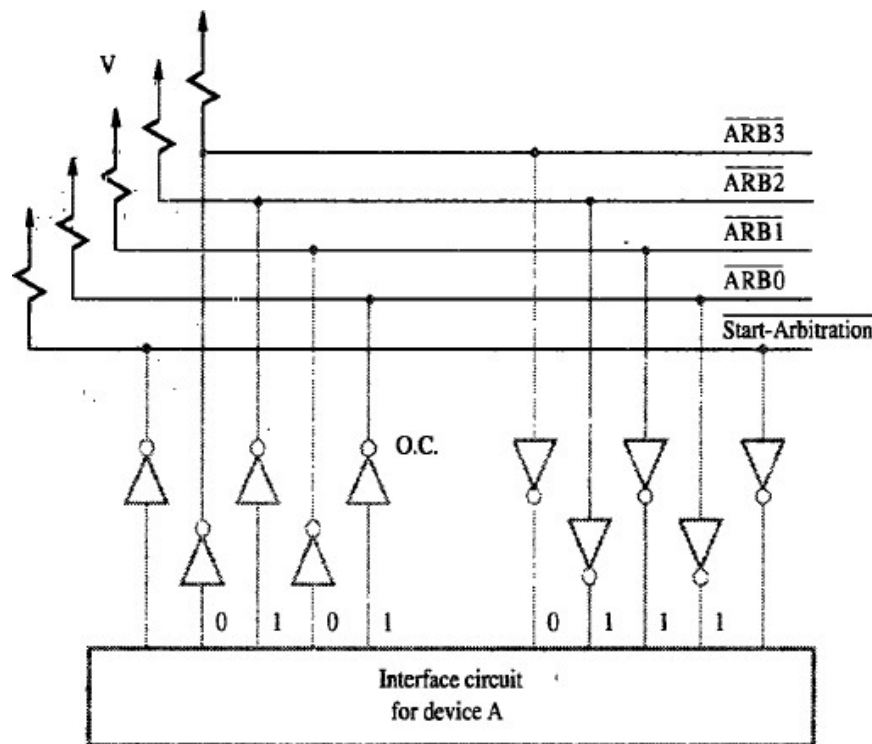 V
ARB3
ARB2
ARB1
ARB0
Start-Arbitration
O.C.
0 1 0 1 0 1 1 1
Interface circuit
for device A